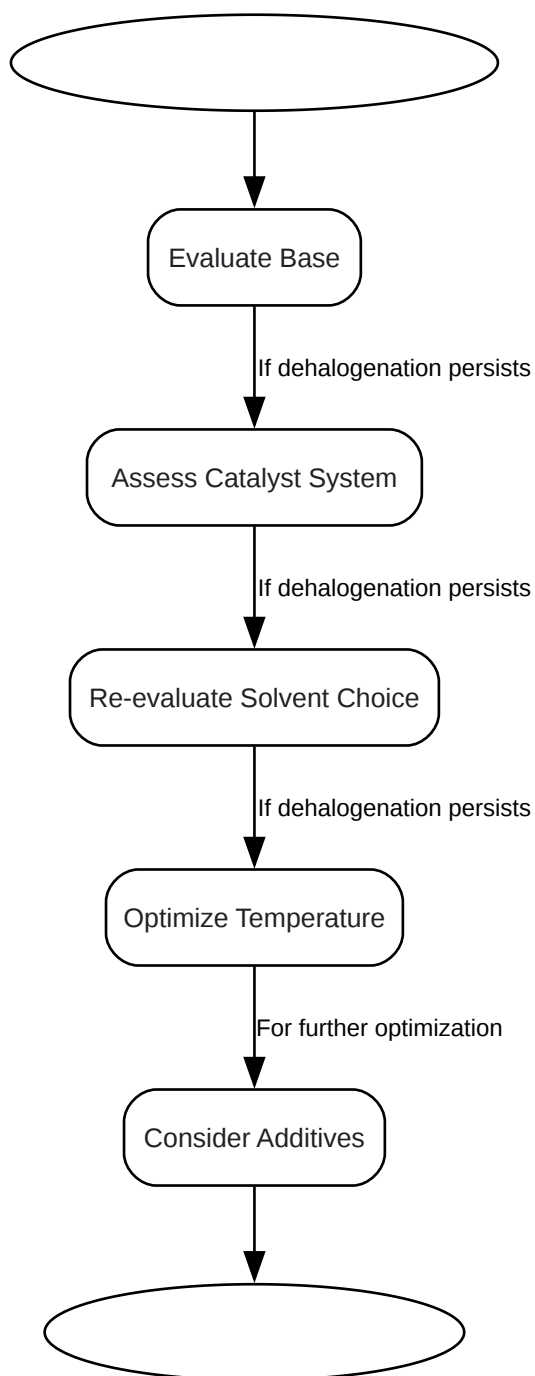 Evaluate Base
If dehalogenation persists
Assess Catalyst System
If dehalogenation persists
Re-evaluate Solvent Choice
If dehalogenation persists
Optimize Temperature
For further optimization
Consider Additives